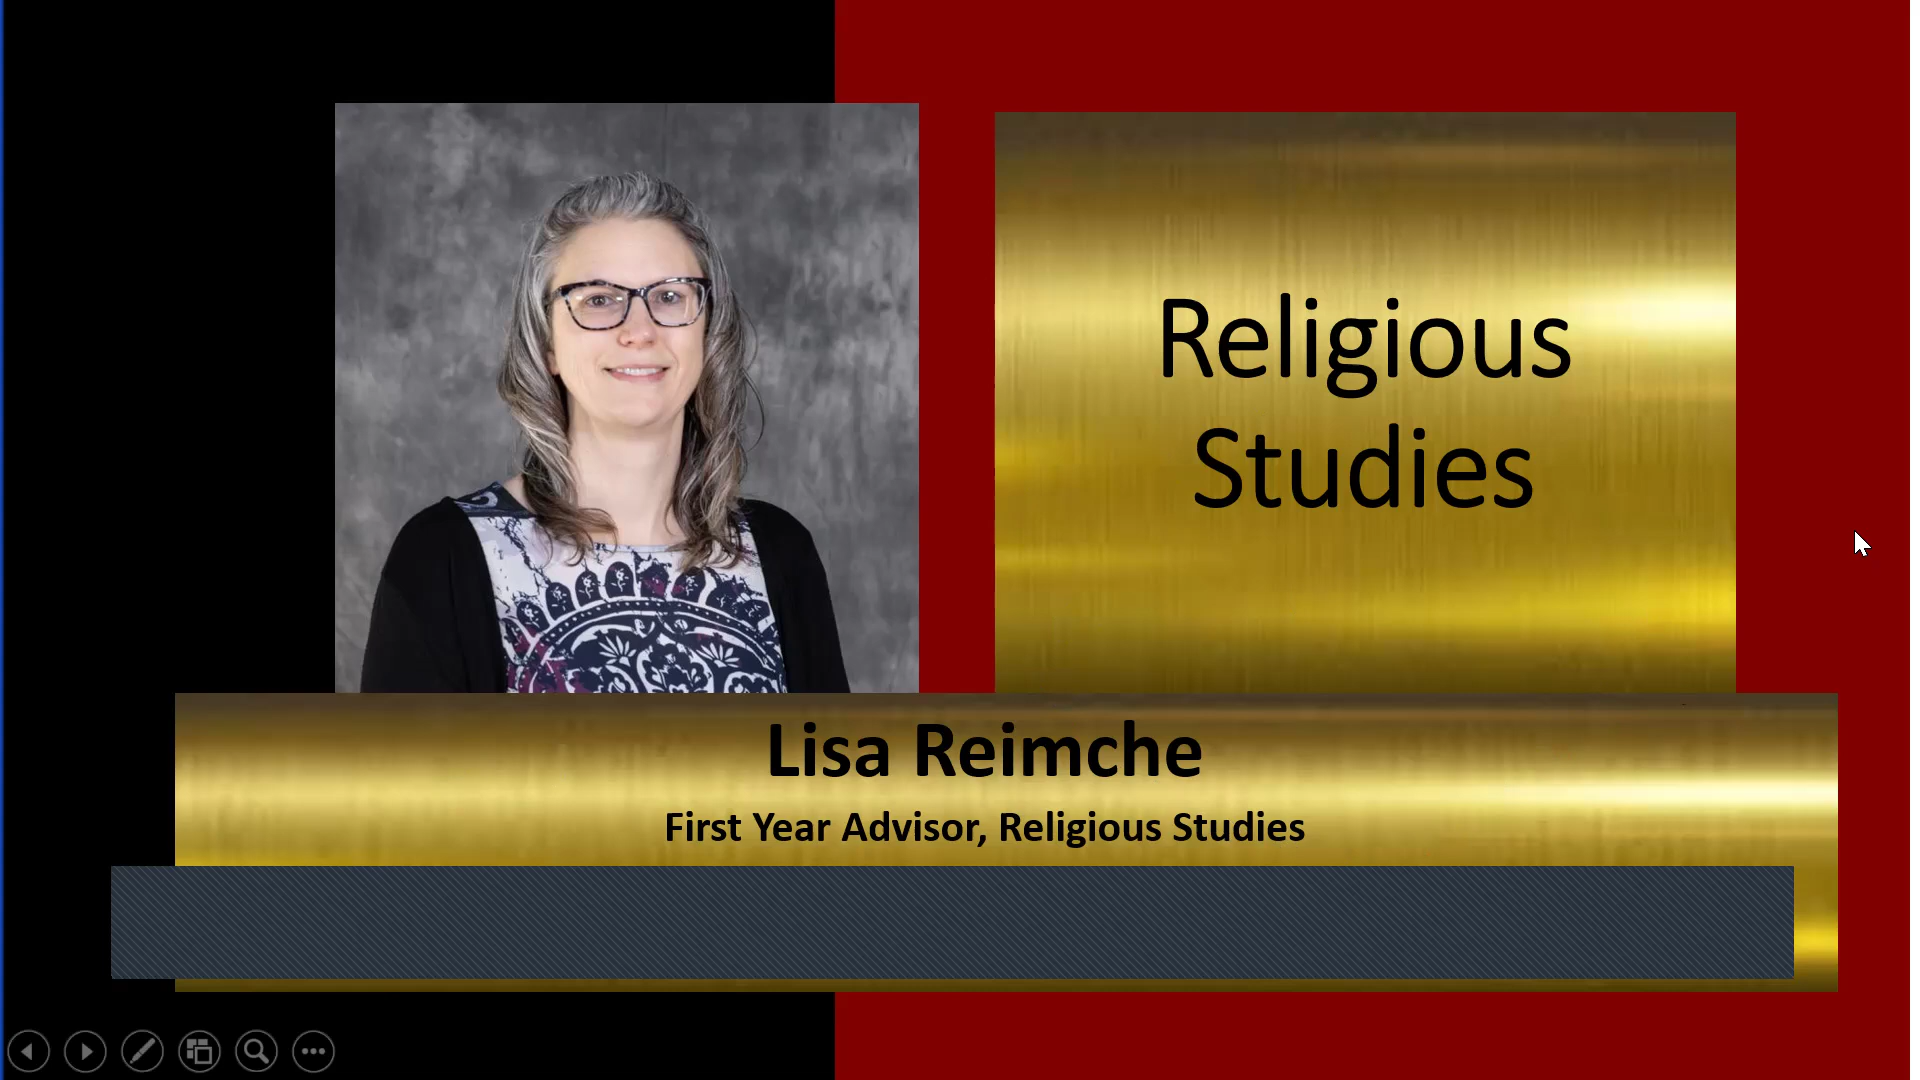 Religious
Studies
Lisa Reimche
First Year Advisor, Religious Studies